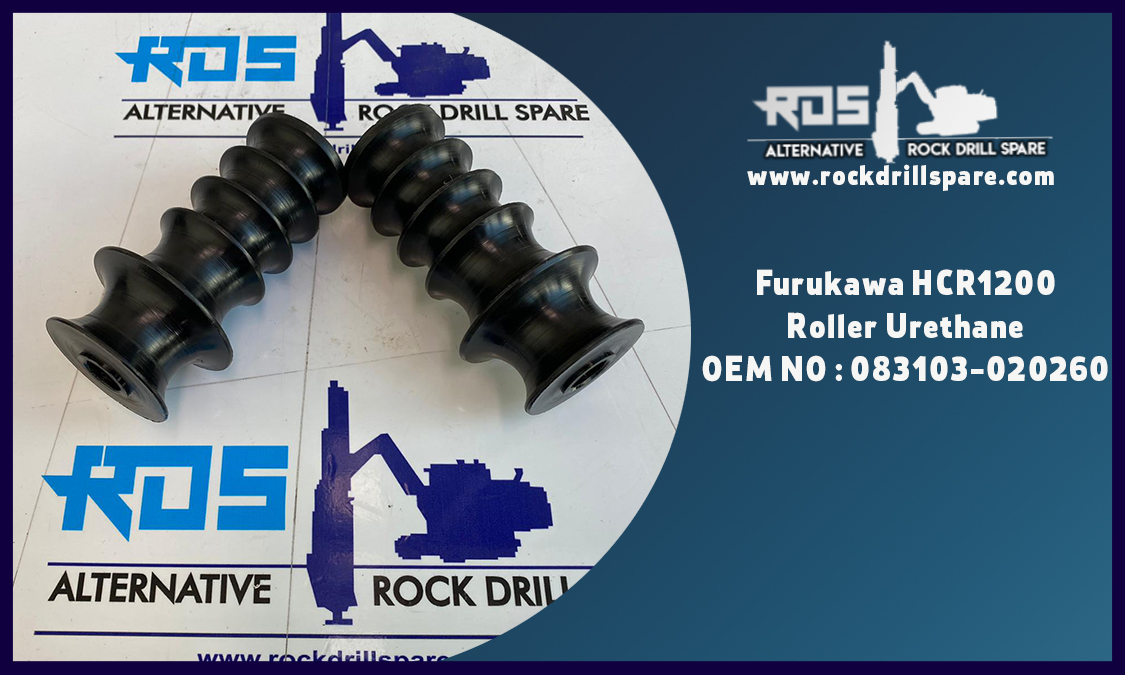 RDS
ALTERNATIVE ROCK DRILL SPARE
RDS
ALTERNATIVE ROCK DRILL
www.rockdrillspare
RDS
ALTERNATIVE ROCK DRILL SPARE
www.rockdrillspare.com
Furukawa HCR1200
Roller Urethane
OEM NO : 083103-020260